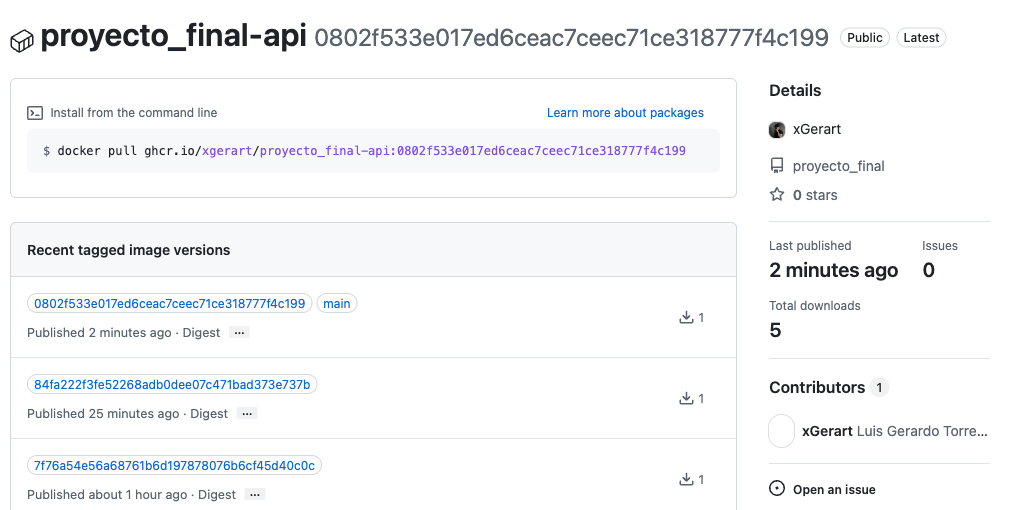 proyecto_final-api 0802f533e017ed6ceac7ceec71ce318777f4c199 Public Latest
Install from the command line Learn more about packages
$ docker pull ghcr.io/xgerart/proyecto_final-api:0802f533e017ed6ceac7ceec71ce318777f4c199
Recent tagged image versions
0802f533e017ed6ceac7ceec71ce318777f4c199 main
Published 2 minutes ago · Digest ...
1
84fa222f3fe52268adb0dee07c471bad373e737b
Published 25 minutes ago · Digest ...
1
7f76a54e56a68761b6d197878076b6cf45d40c0c
Published about 1 hour ago · Digest ...
1
Details
xGerart
proyecto_final
0 stars
Last published Issues
2 minutes ago 0
Total downloads
5
Contributors 1
xGerart Luis Gerardo Torre...
Open an issue